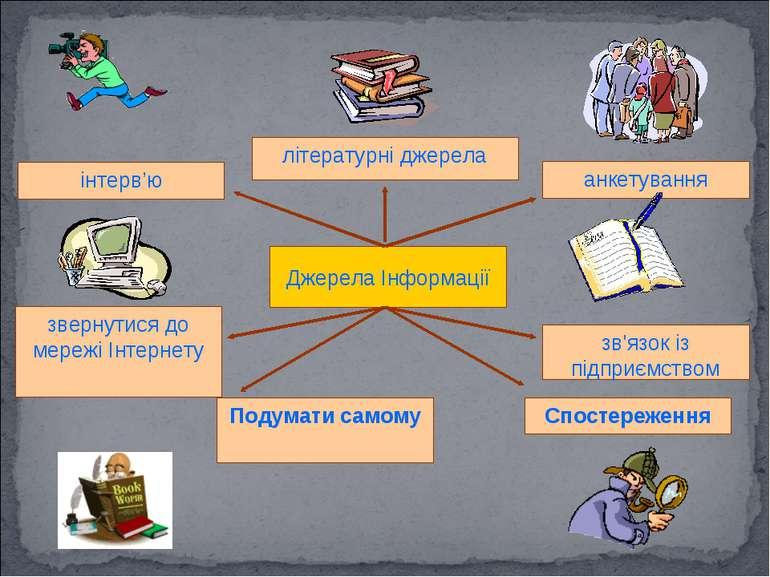 літературні джерела
інтерв'ю
анкетування
Джерела Інформації
звернутися до
мережі Інтернету
зв'язок із
підприємством
Подумати самому
Спостереження
Book
Worm